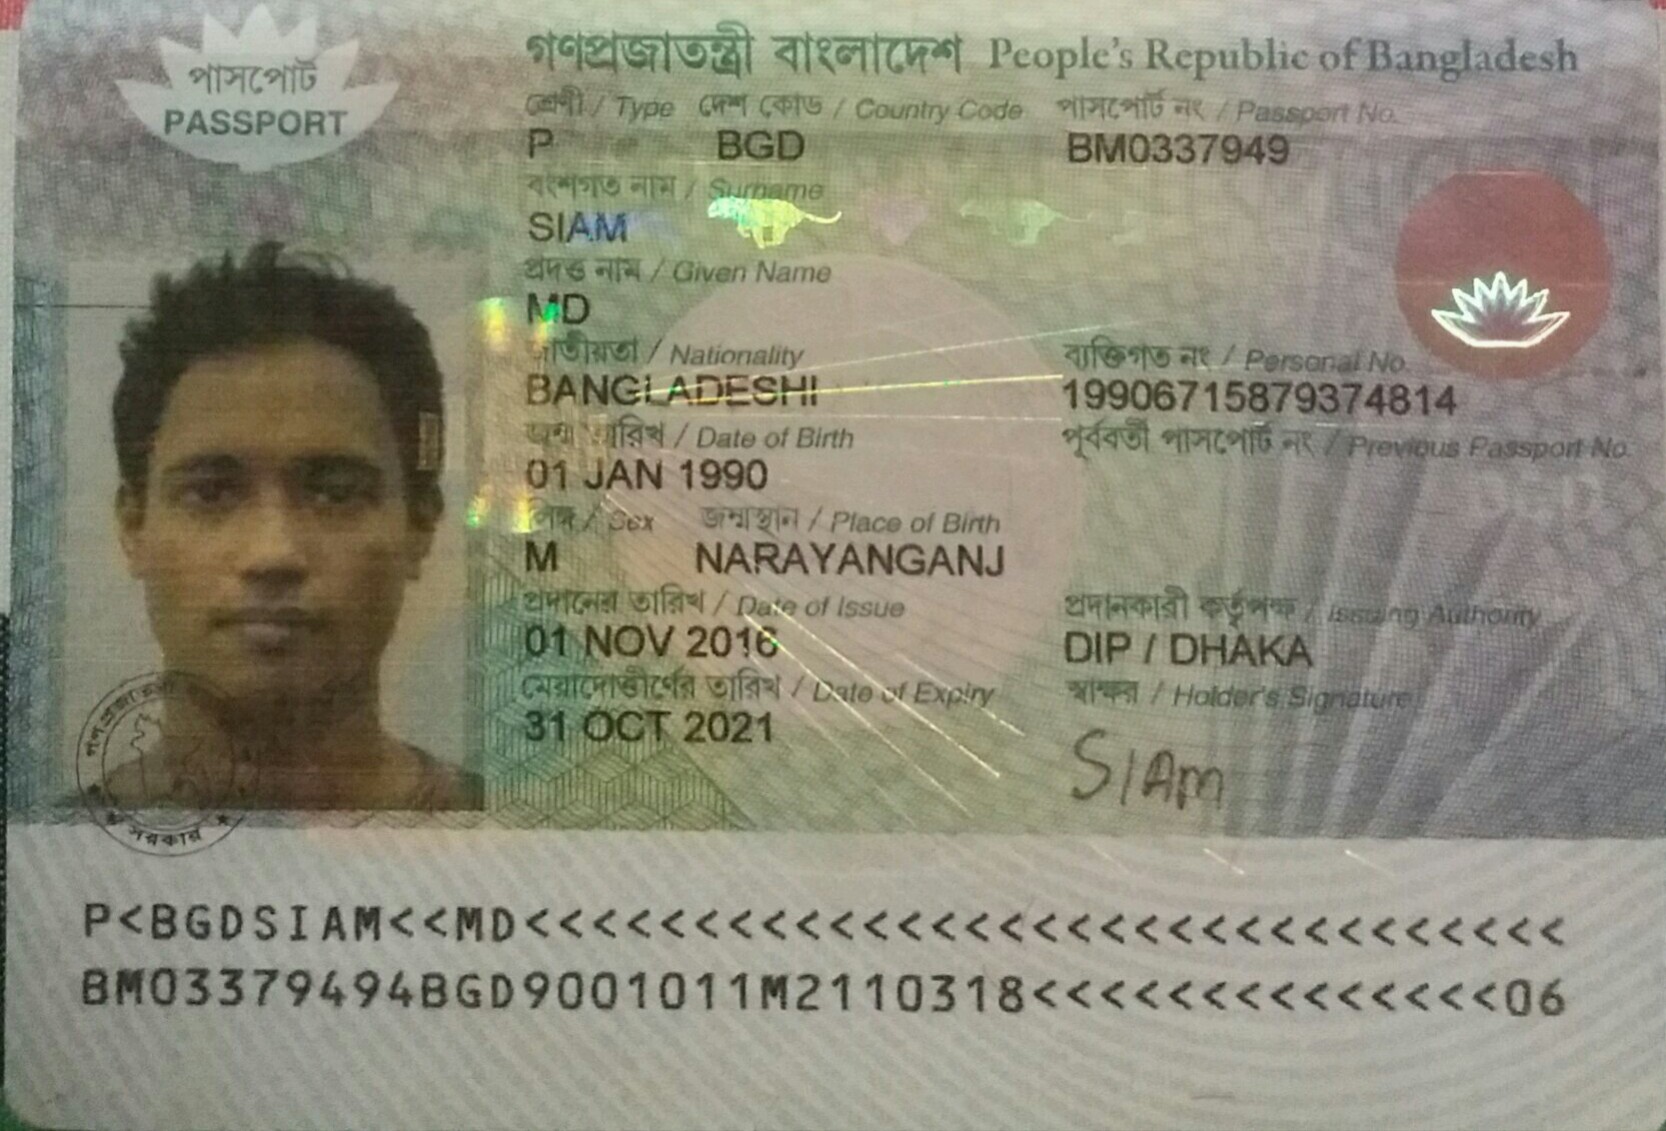 পাসপোর্ট
PASSPORT
গণপ্রজাতন্ত্রী বাংলাদেশ People's Republic of Bangladesh
শ্রেণী / Type দেশ কোড / Country Code পাসপোর্ট নং / Passport No.
P BGD BM0337949
বংশগত নাম / Surname
SIAM
প্রদত্ত নাম / Given Name
MD
জাতীয়তা / Nationality ব্যক্তিগত নং / Personal No.
BANGLADESHI 19906715879374814
জন্ম তারিখ / Date of Birth পূর্ববর্তী পাসপোর্ট নং / Previous Passport No.
01 JAN 1990
লিঙ্গ / Sex জন্মস্থান / Place of Birth
M NARAYANGANJ
প্রদানের তারিখ / Date of Issue প্রদানকারী কর্তৃপক্ষ / Issuing Authority
01 NOV 2016 DIP / DHAKA
মেয়াদোত্তীর্ণের তারিখ / Date of Expiry স্বাক্ষর / Holder's Signature
31 OCT 2021 SIAM
সরকার
P<BGDSIAM<<MD<<<<<<<<<<<<<<<<<<<<<<<<<<<<<<<
BM03379494BGD9001011M2110318<<<<<<<<<<<<<<06